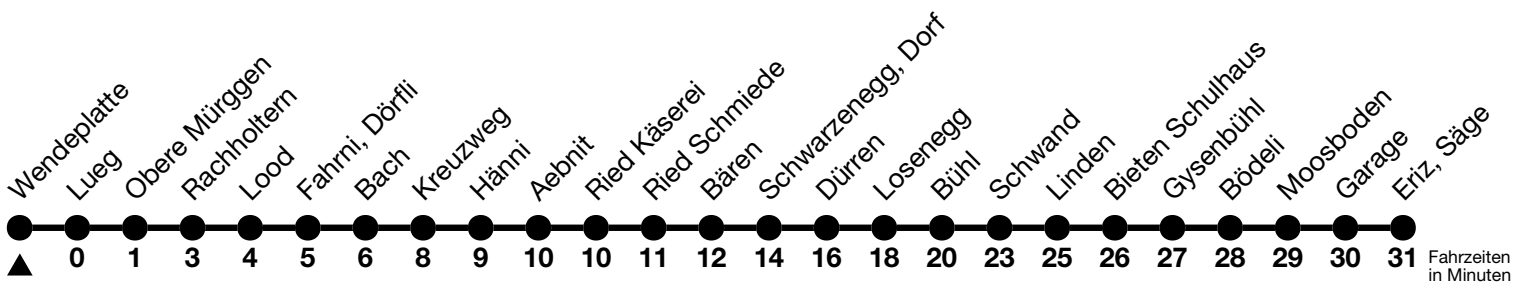 Wendeplatte
Lueg
Obere Mürggen
Rachholtern
Lood
Fahrni, Dörfli
Bach
Kreuzweg
Hänni
Aebnit
Ried Käserei
Ried Schmiede
Bären
Schwarzenegg, Dorf
Dürren
Losenegg
Bühl
Schwand
Linden
Bieten Schulhaus
Gysenbühl
Bödeli
Moosboden
Garage
Eriz, Säge
0 1 3 4 5 6 8 9 10 10 11 12 14 16 18 20 23 25 26 27 28 29 30 31
Fahrzeiten
in Minuten